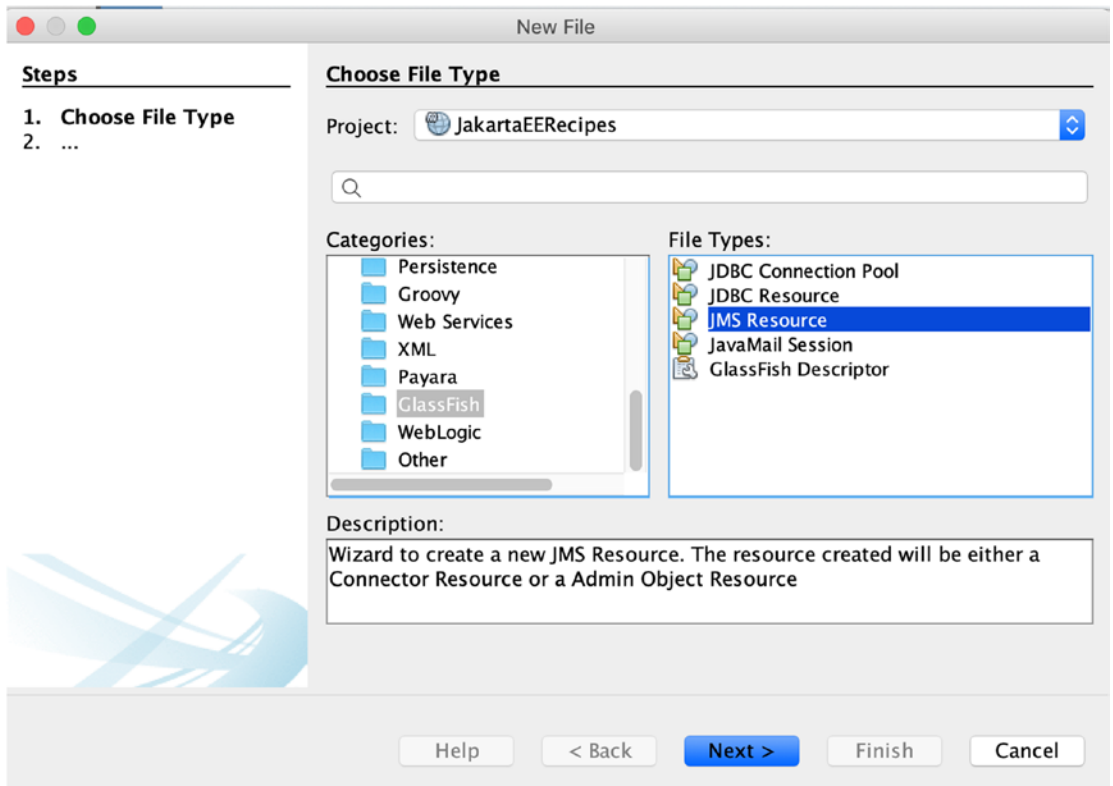 New File
Steps
1. Choose File Type
2. ...
Choose File Type
Project: JakartaEERecipes
Categories:
Persistence
Groovy
Web Services
XML
Payara
GlassFish
WebLogic
Other
File Types:
JDBC Connection Pool
JDBC Resource
JMS Resource
JavaMail Session
GlassFish Descriptor
Description:
Wizard to create a new JMS Resource. The resource created will be either a
Connector Resource or a Admin Object Resource
Help
< Back
Next >
Finish
Cancel